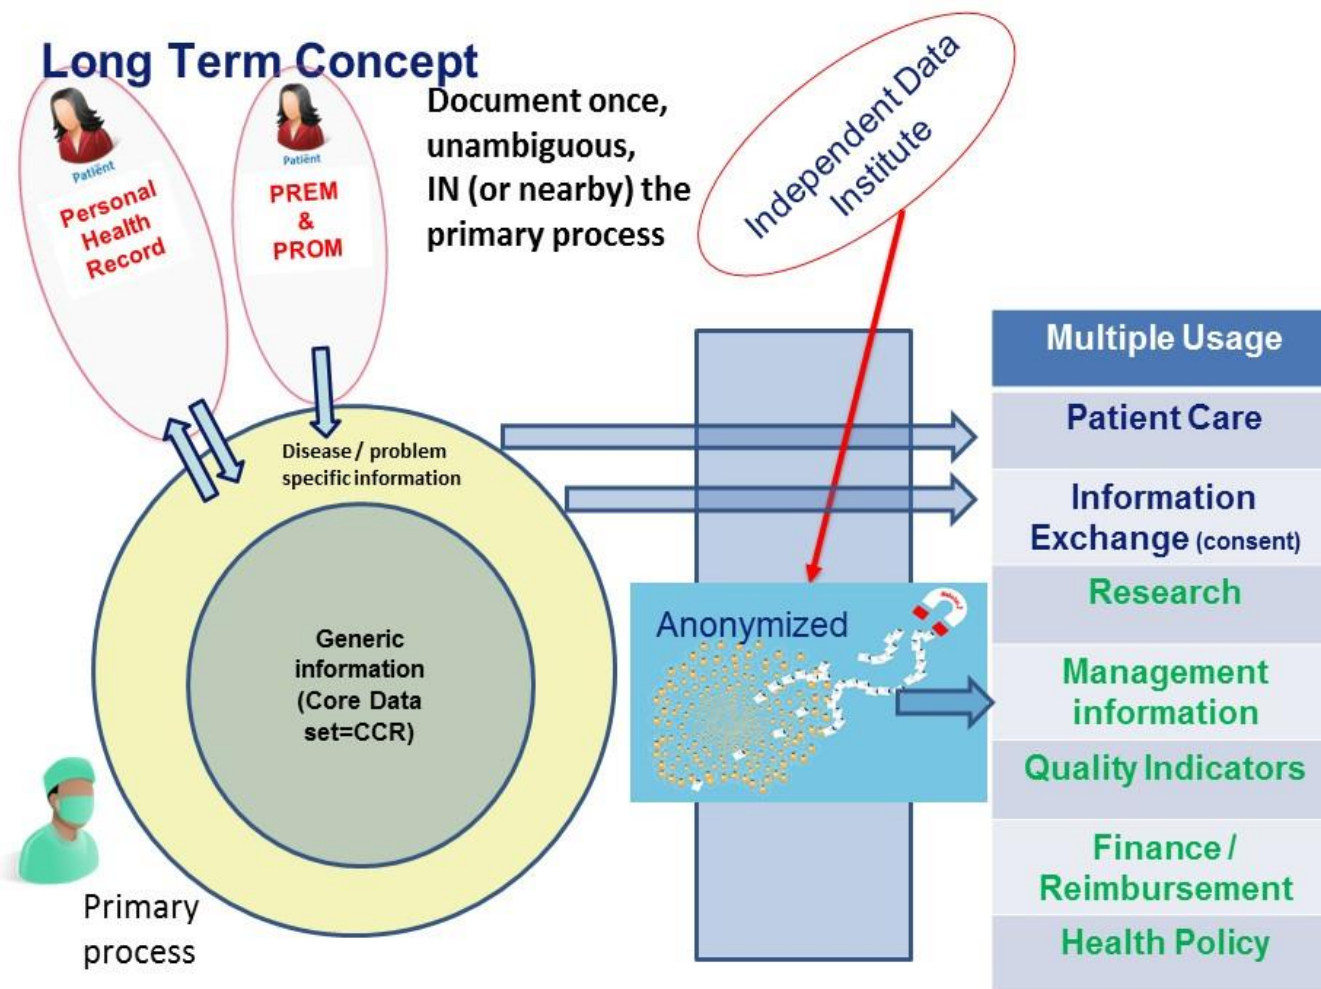 Long Term Concept
Document once,
unambiguous,
IN (or nearby) the
primary process
Patiënt
Personal
Health
Record
Patiënt
PREM
&
PROM
Independent Data
Institute
Disease / problem
specific information
Generic
information
(Core Data
set=CCR)
Primary
process
Anonymized
Multiple Usage
Patient Care
Information
Exchange (consent)
Research
Management
information
Quality Indicators
Finance /
Reimbursement
Health Policy